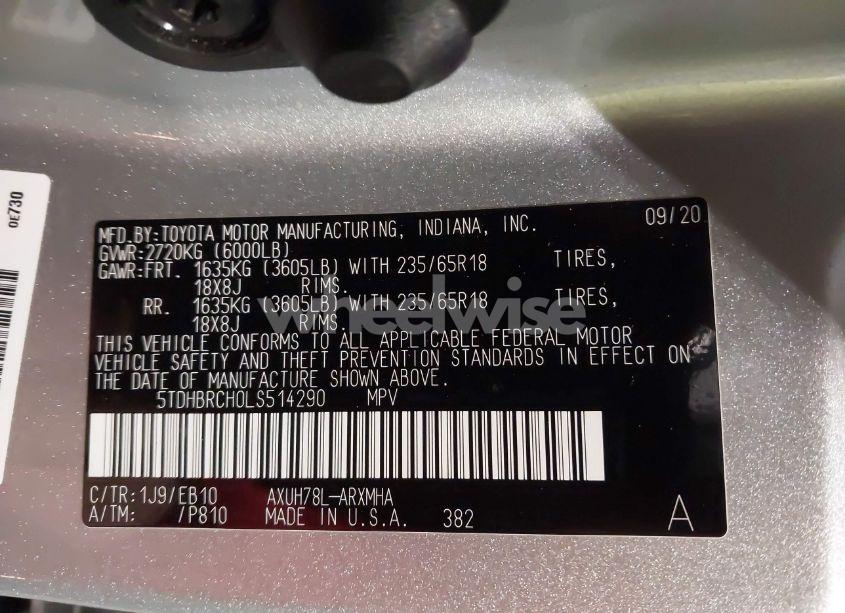 0E730
MFD.BY:TOYOTA MOTOR MANUFACTURING, INDIANA, INC. 09/20
GVWR:2720KG (6000LB)
GAWR:FRT. 1635KG (3605LB) WITH 235/65R18 TIRES,
18X8J RIMS.
RR. 1635KG (3605LB) WITH 235/65R18 TIRES,
18X8J RIMS.
wheelwise
THIS VEHICLE CONFORMS TO ALL APPLICABLE FEDERAL MOTOR
VEHICLE SAFETY AND THEFT PREVENTION STANDARDS IN EFFECT ON
THE DATE OF MANUFACTURE SHOWN ABOVE.
5TDHBRCH0LS514290 MPV
C/TR:1J9/EB10 AXUH78L-ARXMHA
A/TM: /P810 MADE IN U.S.A. 382 A